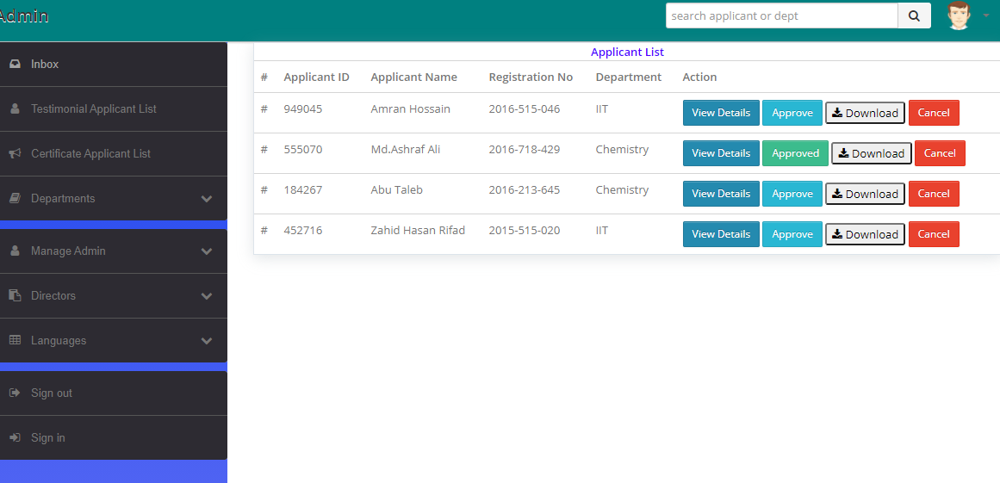 Admin
search applicant or dept
Inbox
Testimonial Applicant List
Certificate Applicant List
Departments
Manage Admin
Directors
Languages
Sign out
Sign in
Applicant List
# Applicant ID Applicant Name Registration No Department Action
# 949045 Amran Hossain 2016-515-046 IIT View Details Approve Download Cancel
# 555070 Md.Ashraf Ali 2016-718-429 Chemistry View Details Approved Download Cancel
# 184267 Abu Taleb 2016-213-645 Chemistry View Details Approve Download Cancel
# 452716 Zahid Hasan Rifad 2015-515-020 IIT View Details Approve Download Cancel